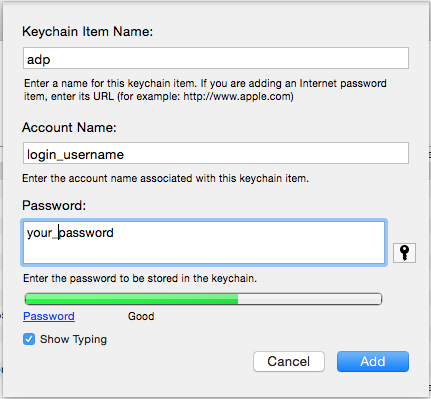 Keychain Item Name:
adp
Enter a name for this keychain item. If you are adding an Internet password
item, enter its URL (for example: http://www.apple.com)
Account Name:
login_username
Enter the account name associated with this keychain item.
Password:
your_password
Enter the password to be stored in the keychain.
Password Good
Show Typing
Cancel Add